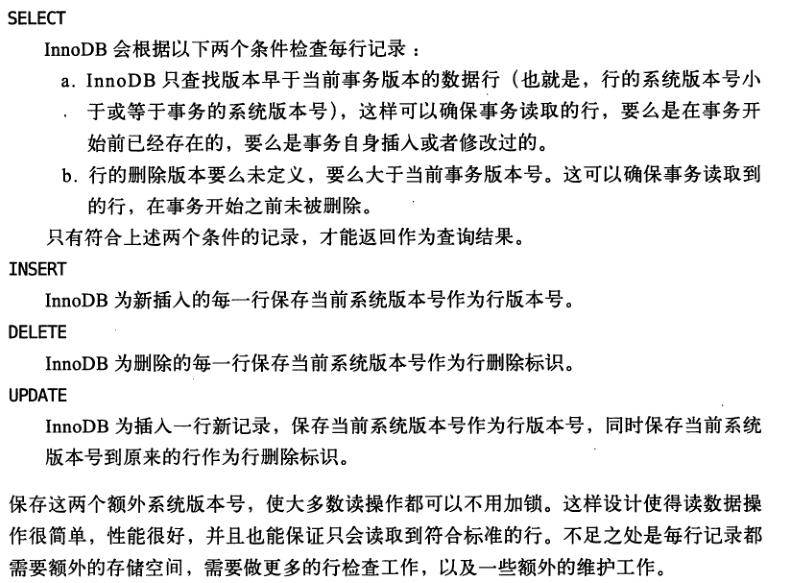 SELECT
InnoDB 会根据以下两个条件检查每行记录：
a. InnoDB 只查找版本早于当前事务版本的数据行（也就是，行的系统版本号小
于或等于事务的系统版本号），这样可以确保事务读取的行，要么是在事务开
始前已经存在的，要么是事务自身插入或者修改过的。
b. 行的删除版本要么未定义，要么大于当前事务版本号。这可以确保事务读取到
的行，在事务开始之前未被删除。
只有符合上述两个条件的记录，才能返回作为查询结果。
INSERT
InnoDB 为新插入的每一行保存当前系统版本号作为行版本号。
DELETE
InnoDB 为删除的每一行保存当前系统版本号作为行删除标识。
UPDATE
InnoDB 为插入一行新记录，保存当前系统版本号作为行版本号，同时保存当前系统
版本号到原来的行作为行删除标识。
保存这两个额外系统版本号，使大多数读操作都可以不用加锁。这样设计使得读数据操
作很简单，性能很好，并且也能保证只会读取到符合标准的行。不足之处是每行记录都
需要额外的存储空间，需要做更多的行检查工作，以及一些额外的维护工作。